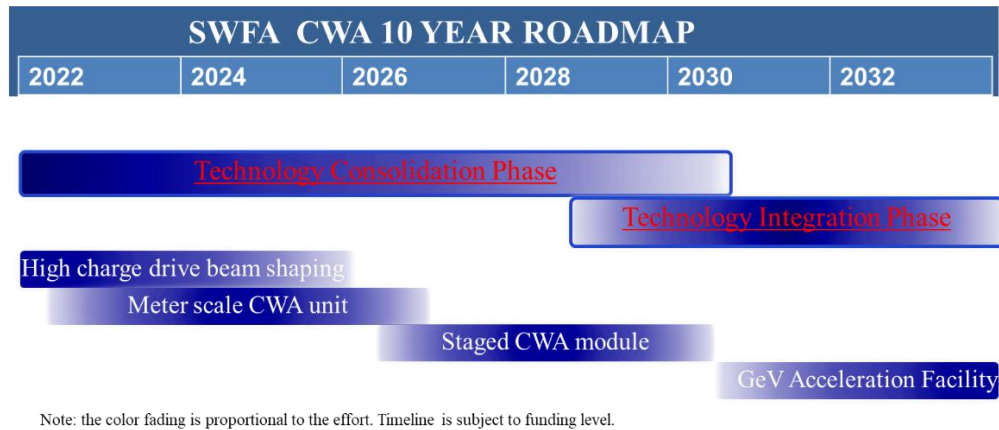 SWFA CWA 10 YEAR ROADMAP
2022 2024 2026 2028 2030 2032
Technology Consolidation Phase
Technology Integration Phase
High charge drive beam shaping
Meter scale CWA unit
Staged CWA module
GeV Acceleration Facility
Note: the color fading is proportional to the effort. Timeline is subject to funding level.